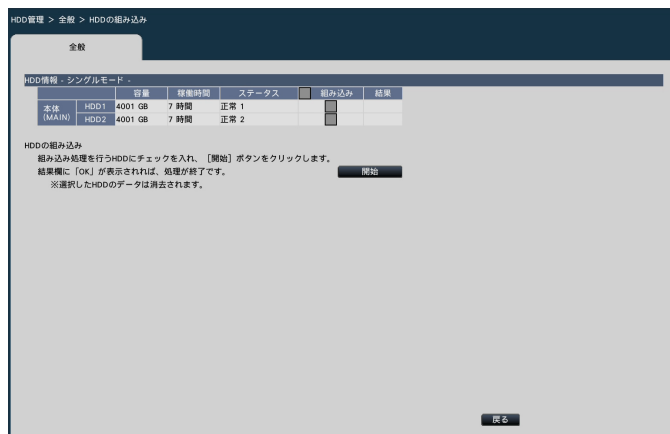 HDD管理 > 全般 > HDDの組み込み
全般
HDD情報 - シングルモード -
容量 稼働時間 ステータス 組み込み 結果
本体 (MAIN) HDD1 4001 GB 7 時間 正常 1
HDD2 4001 GB 7 時間 正常 2
HDDの組み込み
組み込み処理を行うHDDにチェックを入れ、［開始］ボタンをクリックします。
結果欄に「OK」が表示されれば、処理が終了です。 開始
※選択したHDDのデータは消去されます。
戻る